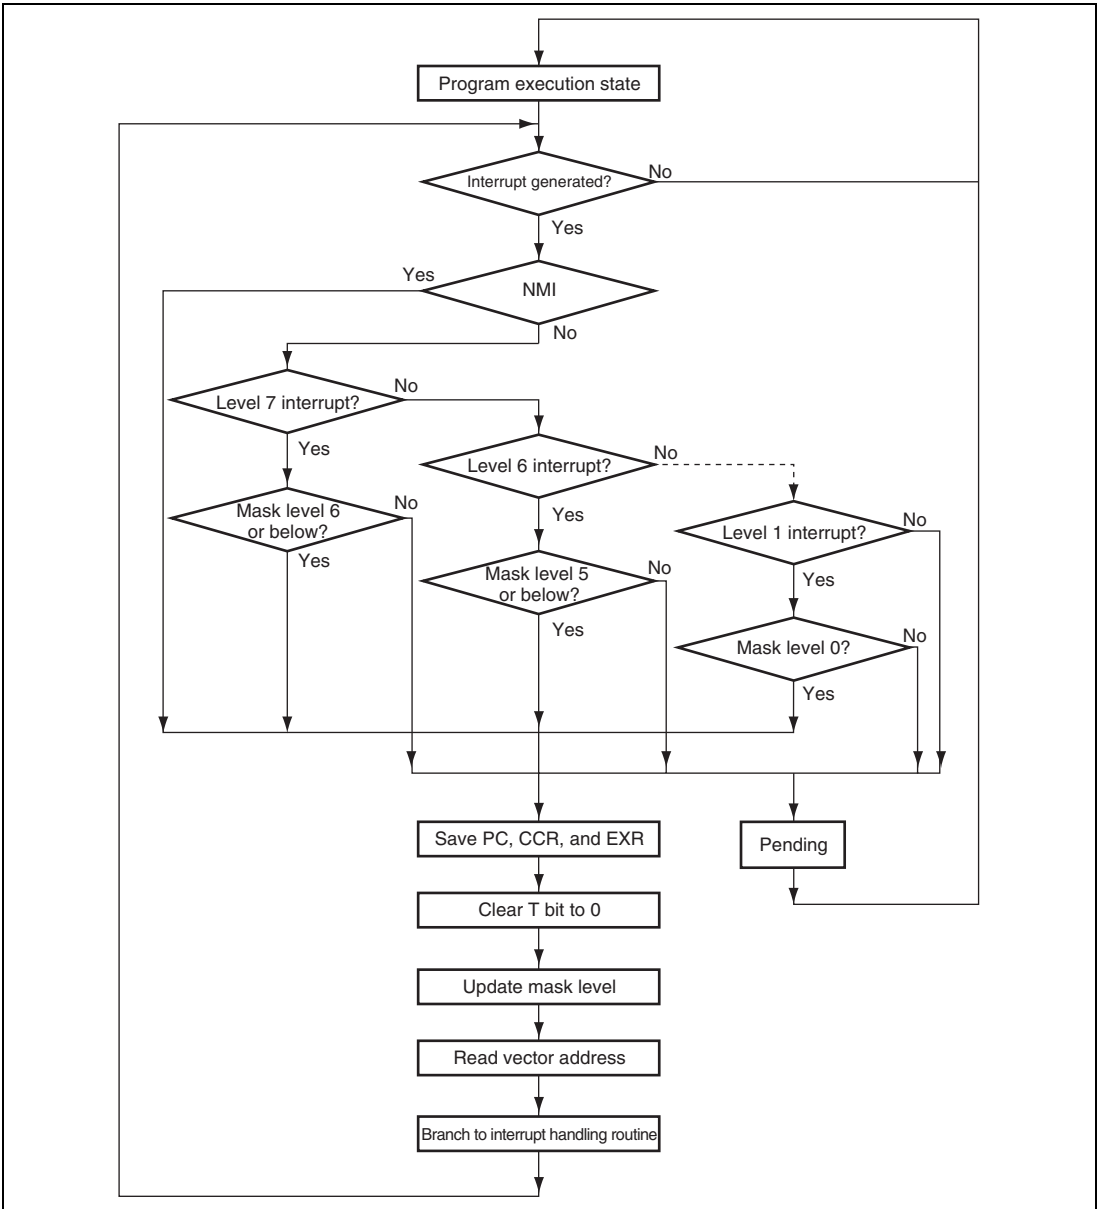 Program execution state
Interrupt generated?
No
Yes
Yes
NMI
No
Level 7 interrupt?
No
Yes
Level 6 interrupt?
No
Mask level 6
or below?
No
Yes
Yes
Level 1 interrupt?
No
Mask level 5
or below?
No
Yes
Yes
Mask level 0?
No
Yes
Save PC, CCR, and EXR
Pending
Clear T bit to 0
Update mask level
Read vector address
Branch to interrupt handling routine